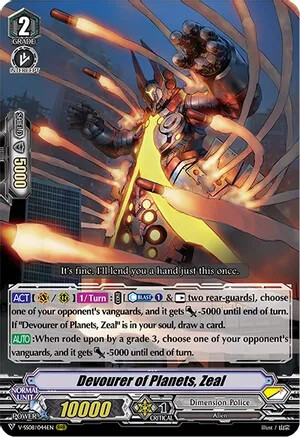 2
GRADE
INTERCEPT
5000
It's fine. I'll lend you a hand just this once.
ACT 1/Turn : BLAST 1 & two rear-guards], choose
one of your opponent's vanguards, and it gets -5000 until end of turn.
If "Devourer of Planets, Zeal" is in your soul, draw a card.
AUTO :When rode upon by a grade 3, choose one of your opponent's
vanguards, and it gets -5000 until end of turn.
NORMAL UNIT
Devourer of Planets, Zeal
POWER 10000
1 CRITICAL
Dimension Police
Alien
V-SS08/044EN RRR
Illust /